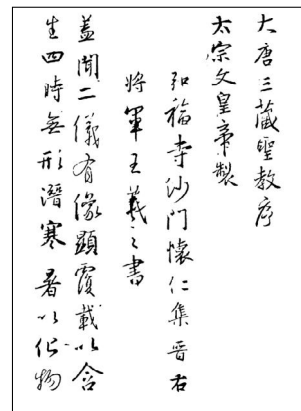 大唐三藏聖教序
太宗文皇帝製
弘福寺沙門懷仁集晉右
將軍王羲之書
蓋聞二儀有像顯覆載以含
生四時無形潛寒暑以化物